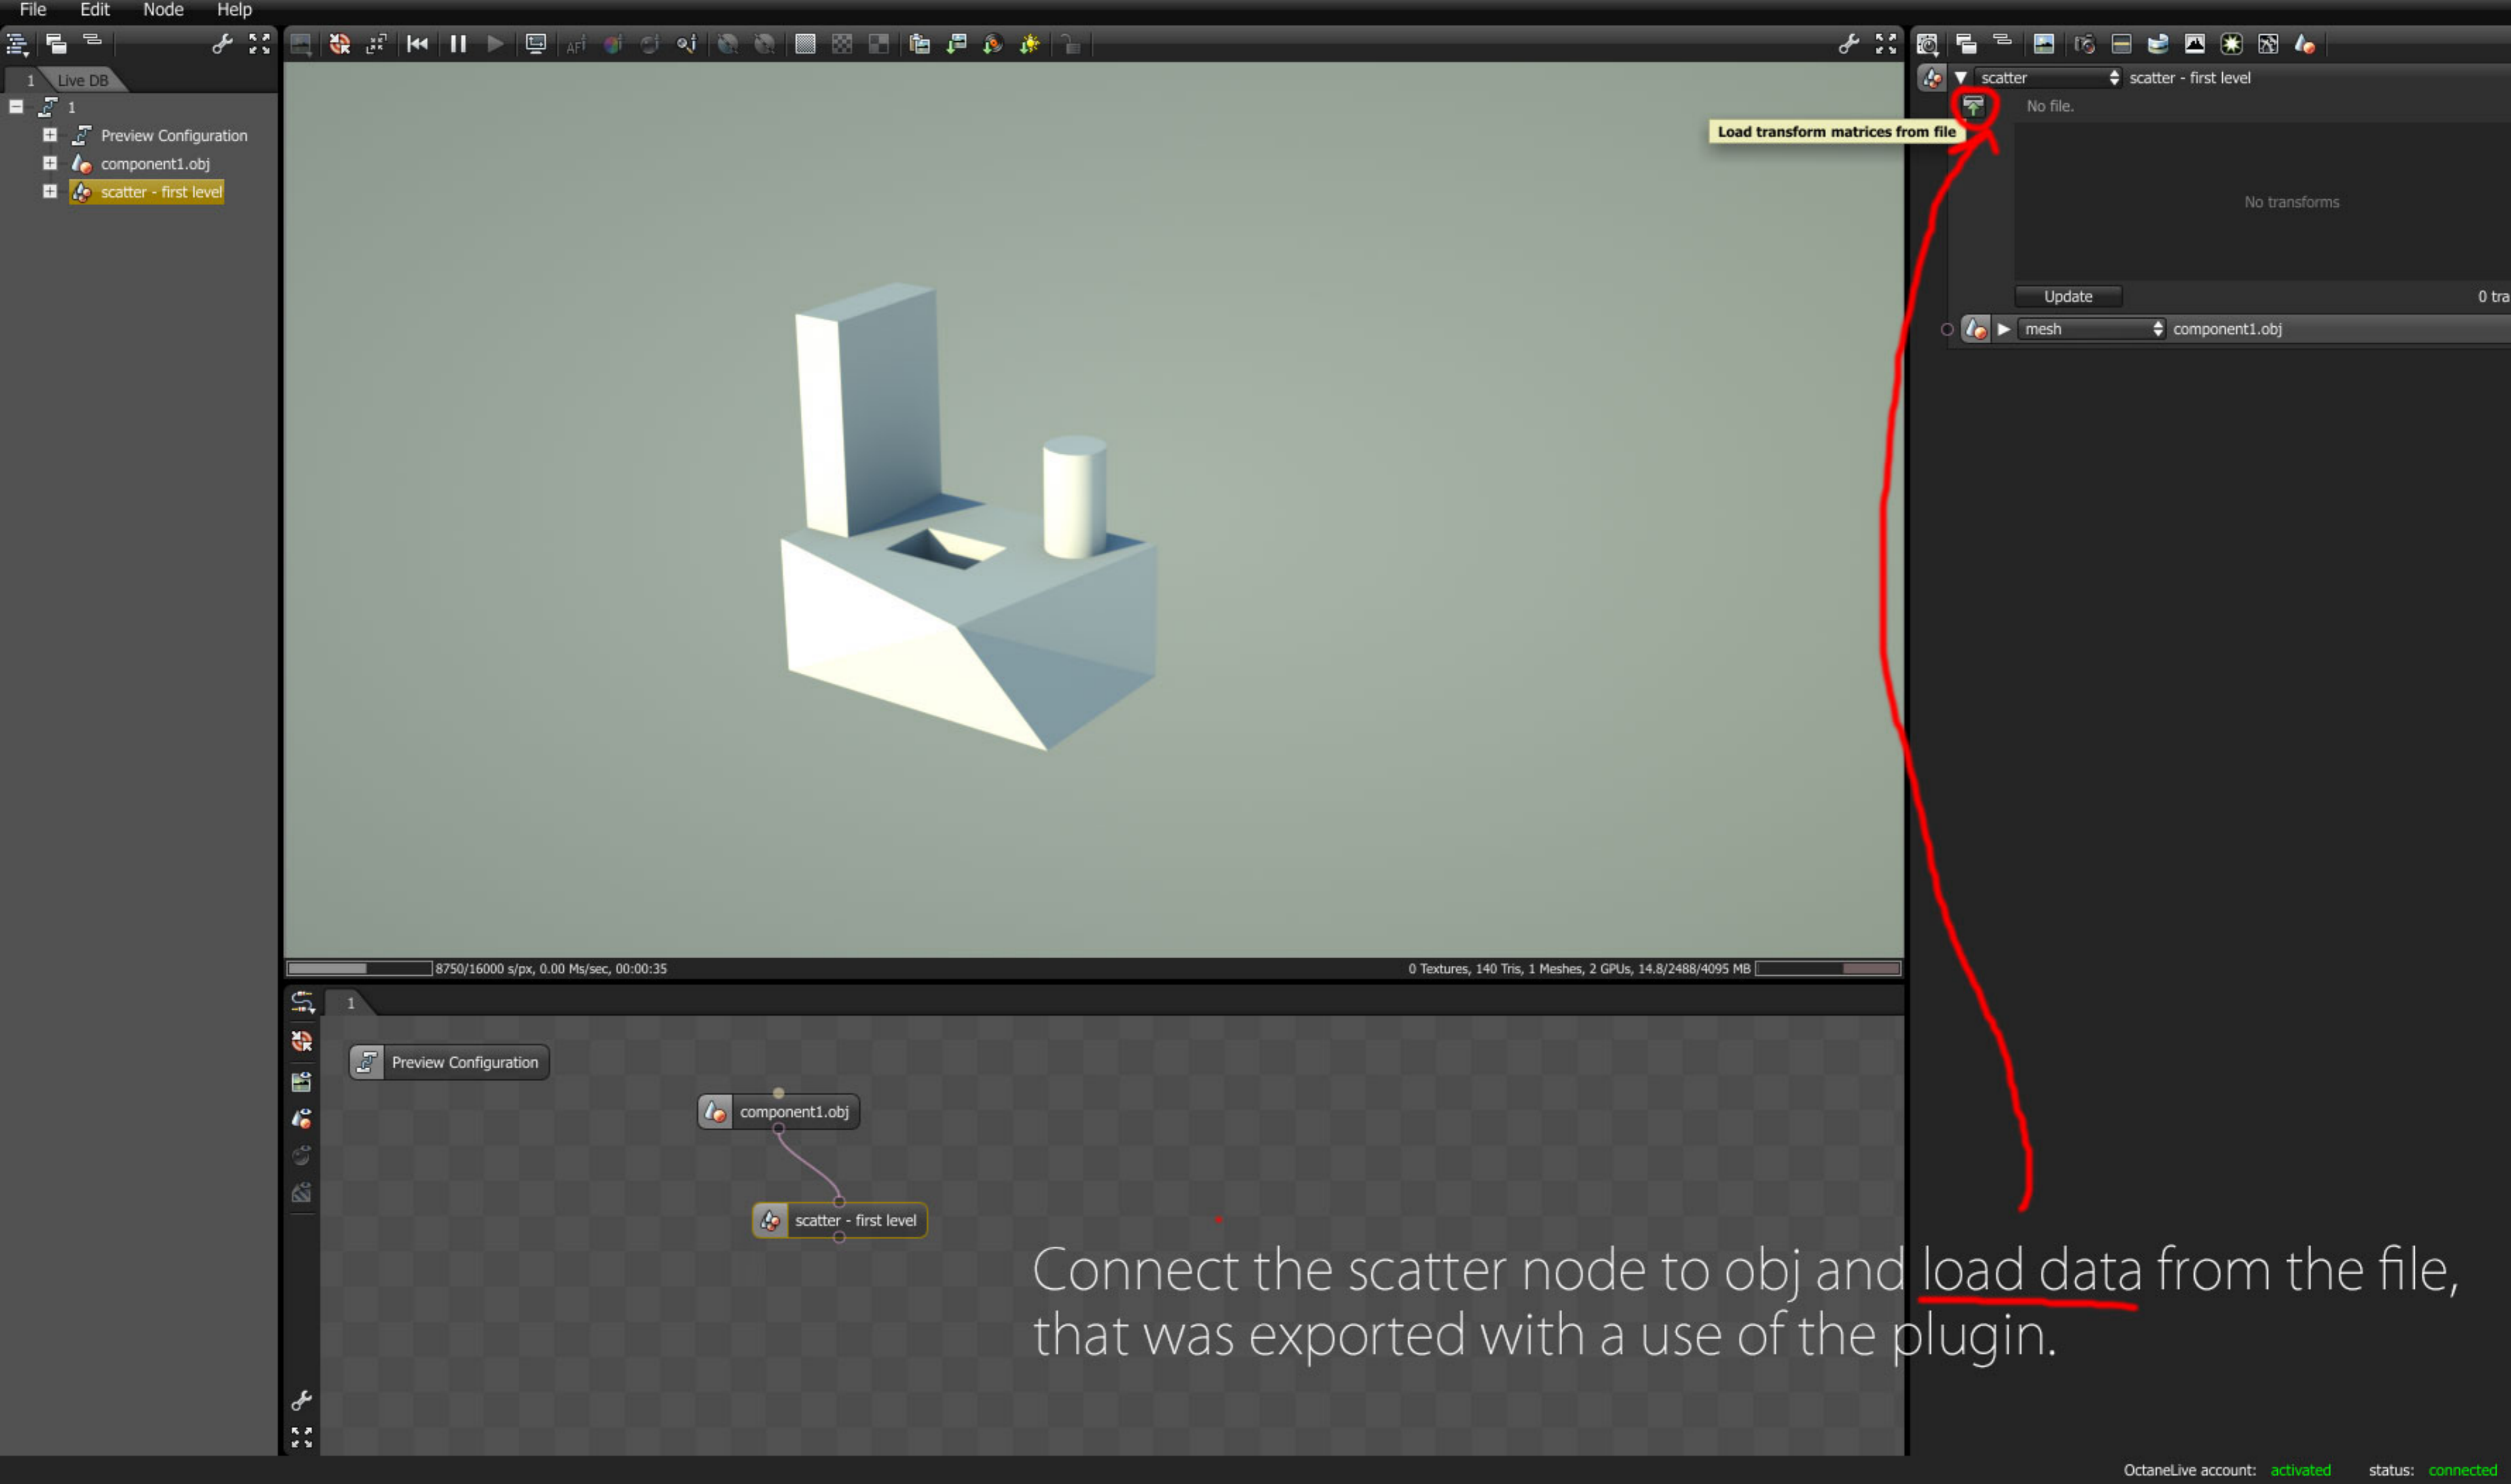 File Edit Node Help
1 Live DB
1
Preview Configuration
component1.obj
scatter - first level
AF
scatter scatter - first level
No file.
Load transform matrices from file
No transforms
Update 0 tra
mesh component1.obj
8750/16000 s/px, 0.00 Ms/sec, 00:00:35
0 Textures, 140 Tris, 1 Meshes, 2 GPUs, 14.8/2488/4095 MB
1
Preview Configuration
component1.obj
scatter - first level
Connect the scatter node to obj and load data from the file,
that was exported with a use of the plugin.
OctaneLive account: activated status: connected